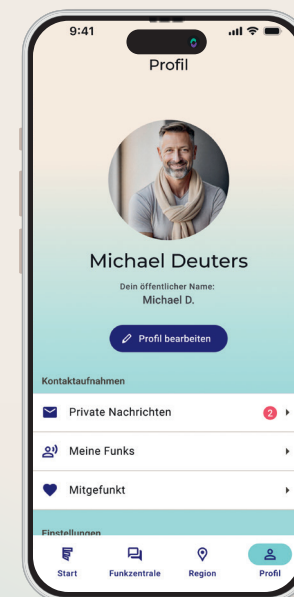 9:41
Profil
Michael Deuters
Dein öffentlicher Name:
Michael D.
Profil bearbeiten
Kontaktaufnahmen
Private Nachrichten 2
Meine Funks
Mitgefunkt
Einstellungen
Start Funkzentrale Region Profil